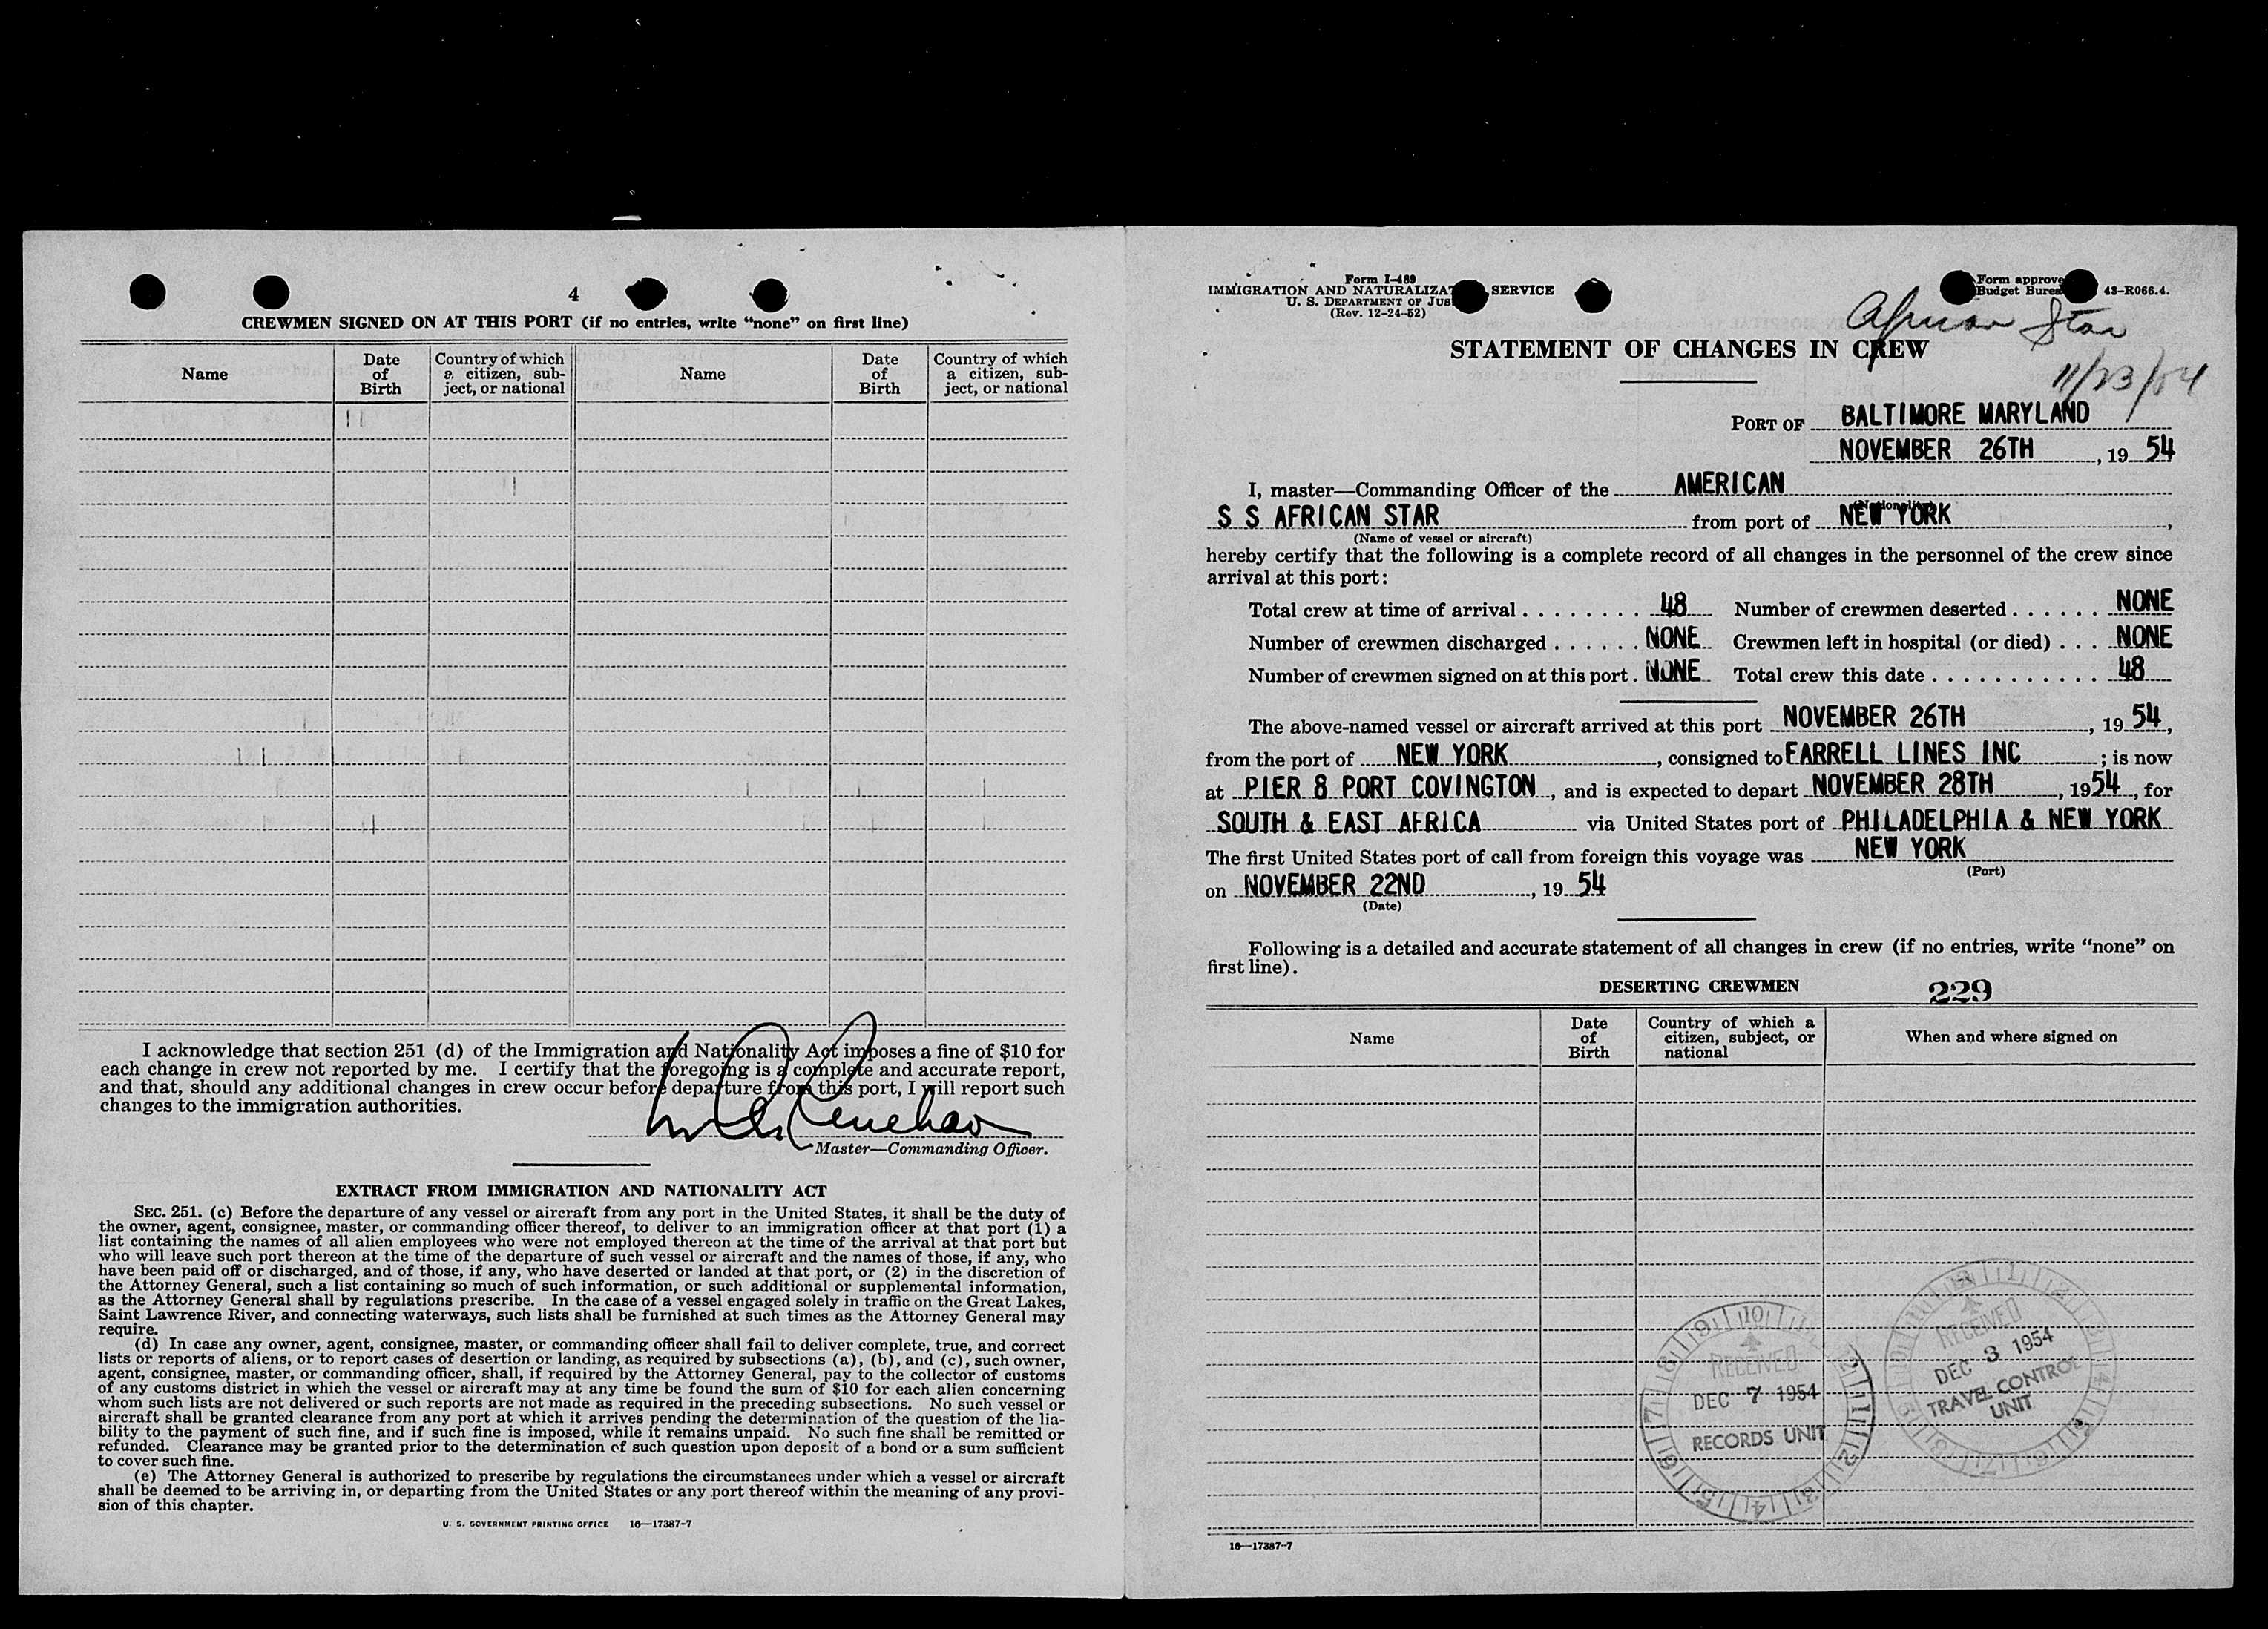 4
CREWMEN SIGNED ON AT THIS PORT (if no entries, write “none” on first line)
Name
Date of Birth
Country of which a citizen, subject, or national
Name
Date of Birth
Country of which a citizen, subject, or national
I acknowledge that section 251 (d) of the Immigration and Nationality Act imposes a fine of $10 for
each change in crew not reported by me. I certify that the foregoing is a complete and accurate report,
and that, should any additional changes in crew occur before departure from this port, I will report such
changes to the immigration authorities.
Master—Commanding Officer.
EXTRACT FROM IMMIGRATION AND NATIONALITY ACT
SEC. 251. (c) Before the departure of any vessel or aircraft from any port in the United States, it shall be the duty of
the owner, agent, consignee, master, or commanding officer thereof, to deliver to an immigration officer at that port (1) a
list containing the names of all alien employees who were not employed thereon at the time of the arrival at that port but
who will leave such port thereon at the time of the departure of such vessel or aircraft and the names of those, if any, who
have been paid off or discharged, and of those, if any, who have deserted or landed at that port, or (2) in the discretion of
the Attorney General, such a list containing so much of such information, or such additional or supplemental information,
as the Attorney General shall by regulations prescribe. In the case of a vessel engaged solely in traffic on the Great Lakes,
Saint Lawrence River, and connecting waterways, such lists shall be furnished at such times as the Attorney General may
require.
(d) In case any owner, agent, consignee, master, or commanding officer shall fail to deliver complete, true, and correct
lists or reports of aliens, or to report cases of desertion or landing, as required by subsections (a), (b), and (c), such owner,
agent, consignee, master, or commanding officer, shall, if required by the Attorney General, pay to the collector of customs
of any customs district in which the vessel or aircraft may at any time be found the sum of $10 for each alien concerning
whom such lists are not delivered or such reports are not made as required in the preceding subsections. No such vessel or
aircraft shall be granted clearance from any port at which it arrives pending the determination of the question of the lia-
bility to the payment of such fine, and if such fine is imposed, while it remains unpaid. No such fine shall be remitted or
refunded. Clearance may be granted prior to the determination of such question upon deposit of a bond or a sum sufficient
to cover such fine.
(e) The Attorney General is authorized to prescribe by regulations the circumstances under which a vessel or aircraft
shall be deemed to be arriving in, or departing from the United States or any port thereof within the meaning of any provi-
sion of this chapter.
U. S. GOVERNMENT PRINTING OFFICE 16—17387-7
Form I-489
IMMIGRATION AND NATURALIZAT SERVICE
U. S. DEPARTMENT OF JUS
(Rev. 12-24-52)
Form approve
Budget Burea 43-R066.4.
African Star
11/23/54
STATEMENT OF CHANGES IN CREW
PORT OF BALTIMORE MARYLAND
NOVEMBER 26TH, 19 54
I, master—Commanding Officer of the AMERICAN
(Nationality)
S S AFRICAN STAR from port of NEW YORK,
(Name of vessel or aircraft)
hereby certify that the following is a complete record of all changes in the personnel of the crew since
arrival at this port:
Total crew at time of arrival ........ 48 Number of crewmen deserted ...... NONE
Number of crewmen discharged ...... NONE Crewmen left in hospital (or died) ... NONE
Number of crewmen signed on at this port . NONE Total crew this date ........... 48
The above-named vessel or aircraft arrived at this port NOVEMBER 26TH, 19 54,
from the port of NEW YORK, consigned to FARRELL LINES INC; is now
at PIER 8 PORT COVINGTON, and is expected to depart NOVEMBER 28TH, 1954, for
SOUTH & EAST AFRICA via United States port of PHILADELPHIA & NEW YORK
The first United States port of call from foreign this voyage was NEW YORK
(Port)
on NOVEMBER 22ND, 19 54
(Date)
Following is a detailed and accurate statement of all changes in crew (if no entries, write “none” on
first line).
DESERTING CREWMEN 229
Name
Date of Birth
Country of which a citizen, subject, or national
When and where signed on
RECEIVED
DEC 7 1954
RECORDS UNIT
RECEIVED
DEC 3 1954
TRAVEL CONTROL
UNIT
16—17387-7